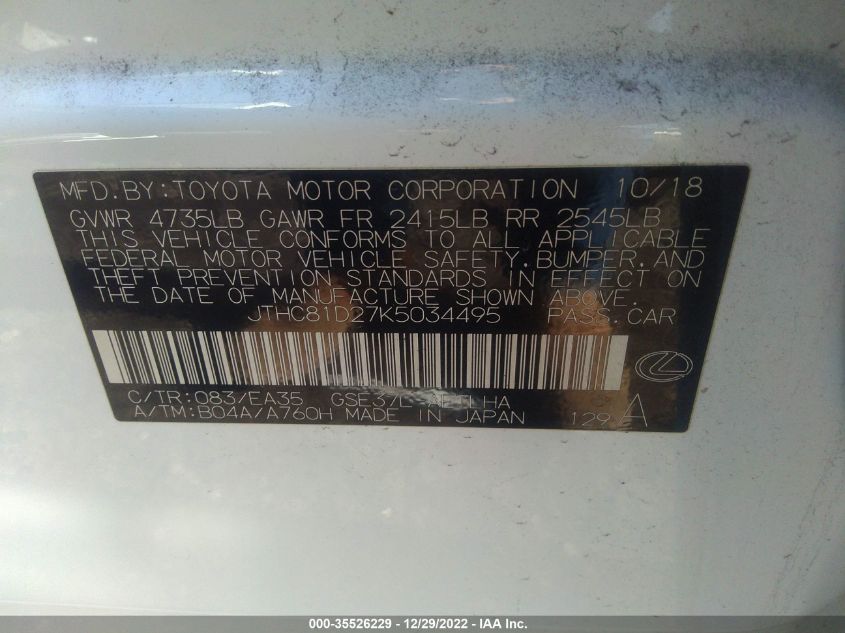 MFD.BY:TOYOTA MOTOR CORPORATION 10/18
GVWR 4735LB GAWR FR 2415LB RR 2545LB
THIS VEHICLE CONFORMS TO ALL APPLICABLE
FEDERAL MOTOR VEHICLE SAFETY,BUMPER,AND
THEFT PREVENTION STANDARDS IN EFFECT ON
THE DATE OF MANUFACTURE SHOWN ABOVE.
JTHC81D27K5034495 PASS.CAR
C/TR:083/EA35
A/TM:B04A/A760H MADE IN JAPAN 129 A
000-35526229 - 12/29/2022 - IAA Inc.